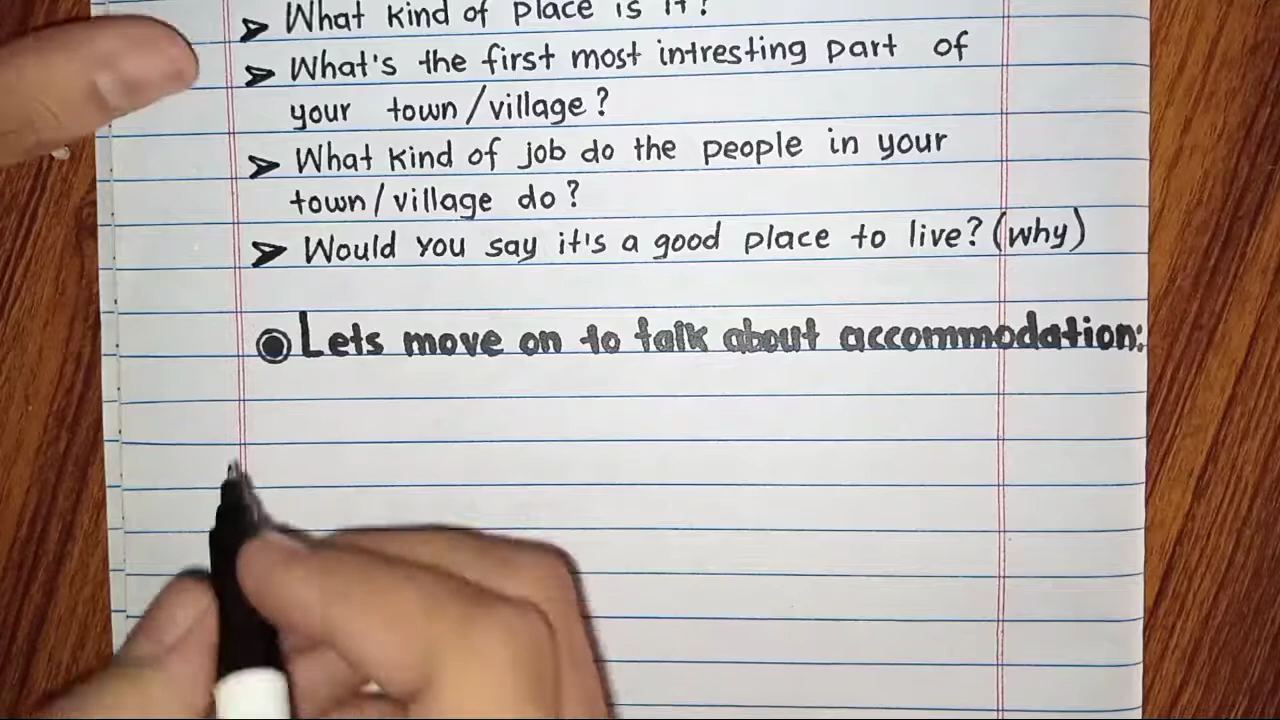 ➤ What kind of place is it?
➤ What's the first most intresting part of
your town/village?
➤ What kind of job do the people in your
town/village do?
➤ Would you say it's a good place to live? (why)
◉ Lets move on to talk about accommodation: